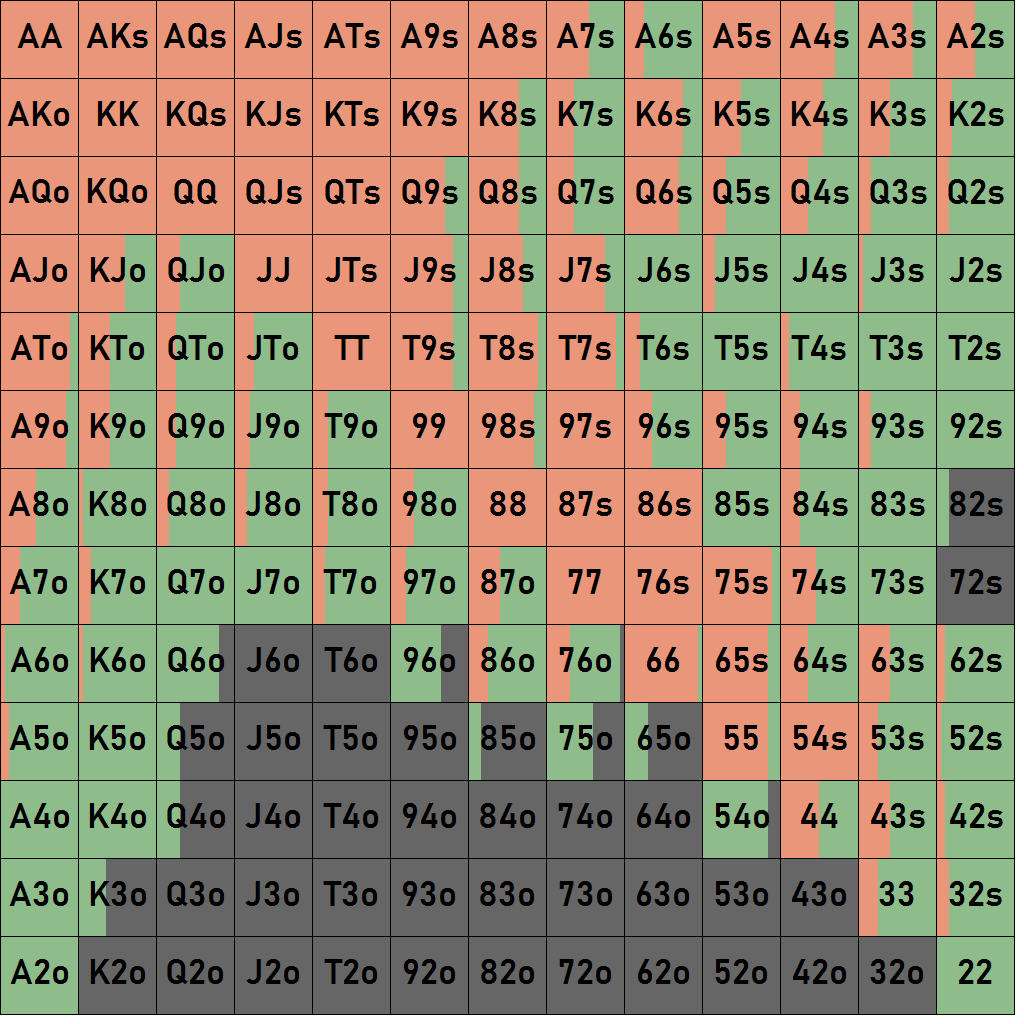 AA AKs AQs AJs ATs A9s A8s A7s A6s A5s A4s A3s A2s
AKo KK KQs KJs KTs K9s K8s K7s K6s K5s K4s K3s K2s
AQo KQo QQ QJs QTs Q9s Q8s Q7s Q6s Q5s Q4s Q3s Q2s
AJo KJo QJo JJ JTs J9s J8s J7s J6s J5s J4s J3s J2s
ATo KTo QTo JTo TT T9s T8s T7s T6s T5s T4s T3s T2s
A9o K9o Q9o J9o T9o 99 98s 97s 96s 95s 94s 93s 92s
A8o K8o Q8o J8o T8o 98o 88 87s 86s 85s 84s 83s 82s
A7o K7o Q7o J7o T7o 97o 87o 77 76s 75s 74s 73s 72s
A6o K6o Q6o J6o T6o 96o 86o 76o 66 65s 64s 63s 62s
A5o K5o Q5o J5o T5o 95o 85o 75o 65o 55 54s 53s 52s
A4o K4o Q4o J4o T4o 94o 84o 74o 64o 54o 44 43s 42s
A3o K3o Q3o J3o T3o 93o 83o 73o 63o 53o 43o 33 32s
A2o K2o Q2o J2o T2o 92o 82o 72o 62o 52o 42o 32o 22